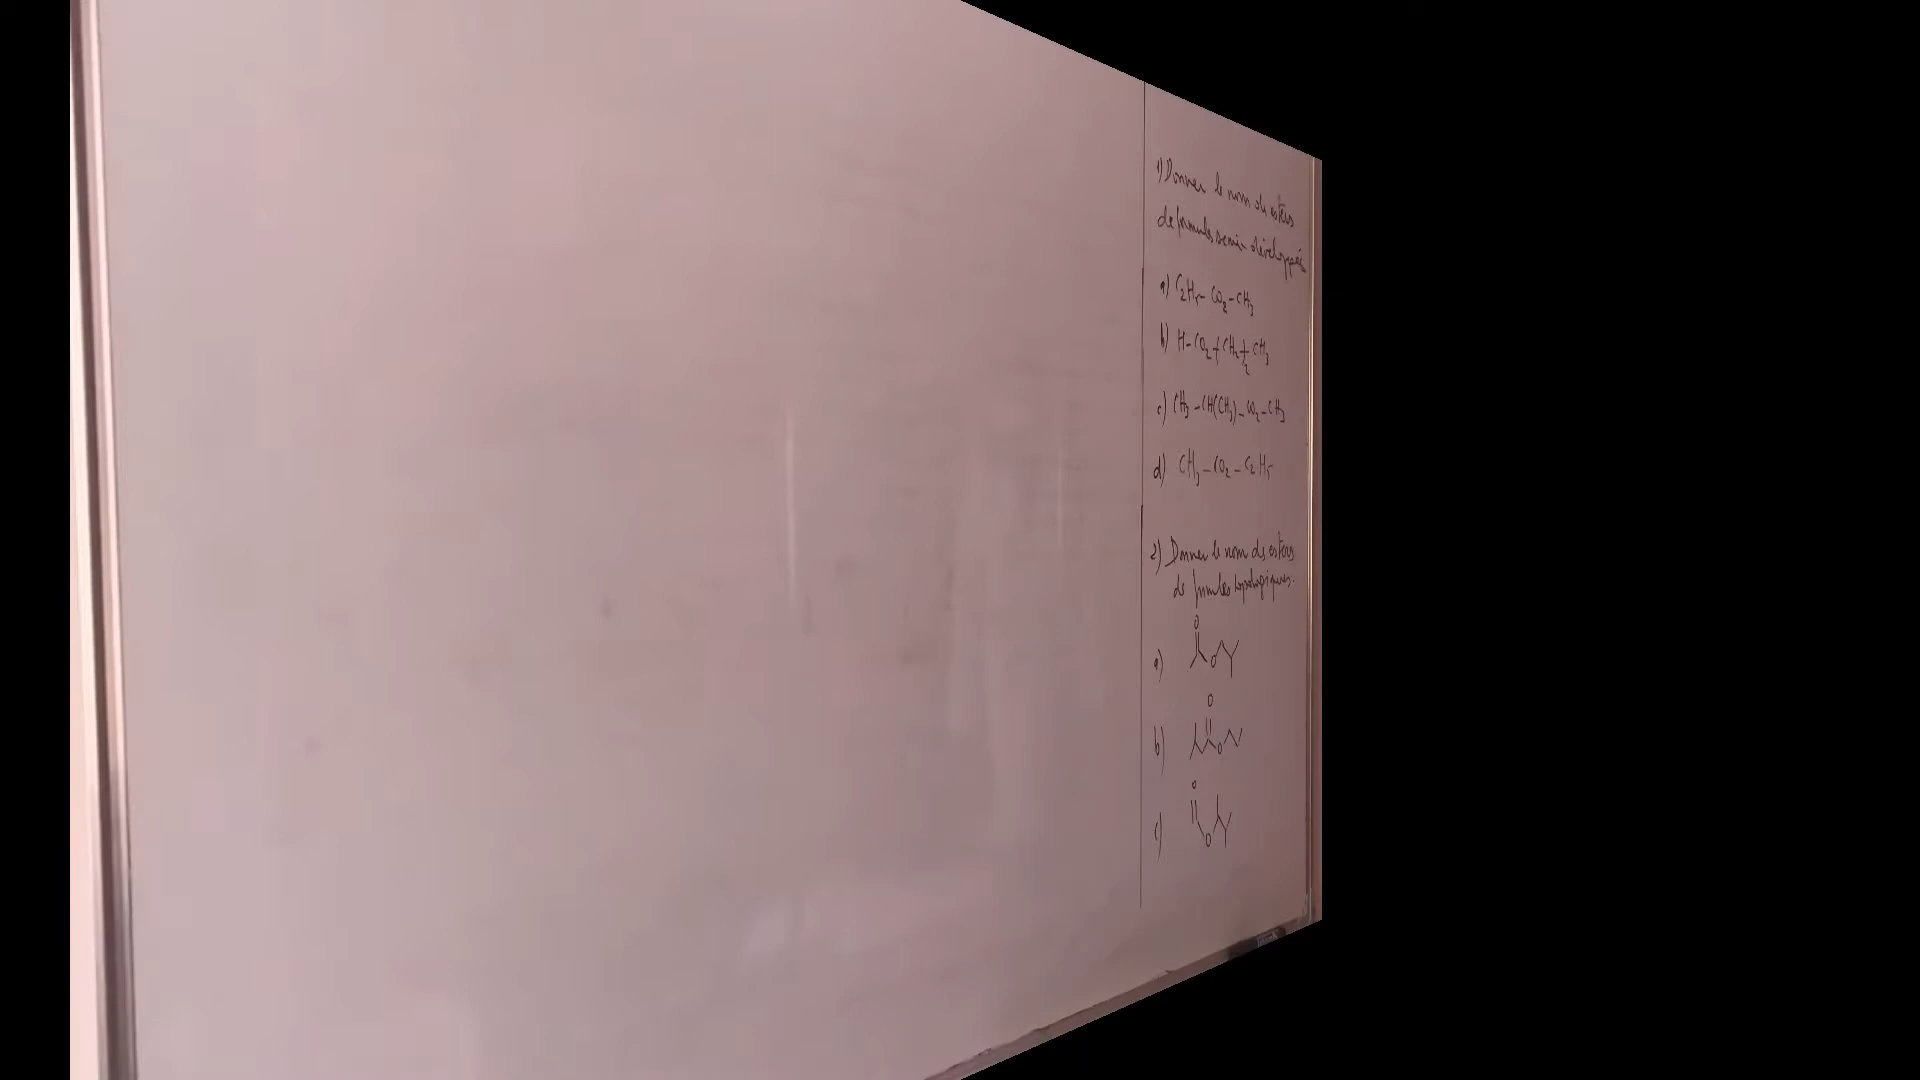 1) Donner le nom des esters
de formules semi-développées
a) C2H5-CO2-CH3
b) H-CO2-(CH2)2-CH3
c) CH3-CH(CH3)-CO2-CH3
d) CH3-CO2-C2H5
2) Donner le nom des esters
de formules topologiques.
O
a) O
O
b) O
O
c) O